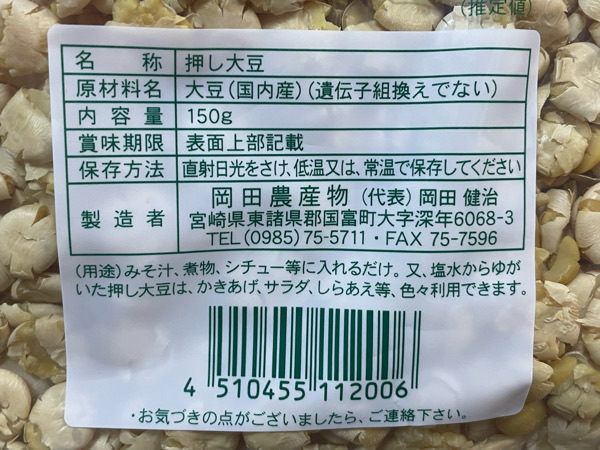 (推定値)
名 称 押し大豆
原材料名 大豆(国内産)(遺伝子組換えでない)
内容量 150g
賞味期限 表面上部記載
保存方法 直射日光をさけ、低温又は、常温で保存してください
製造者 岡田農産物 (代表) 岡田 健治
宮崎県東諸県郡国富町大字深年6068-3
TEL (0985) 75-5711・FAX 75-7596
(用途)みそ汁、煮物、シチュー等に入れるだけ。又、塩水からゆが
いた押し大豆は、かきあげ、サラダ、しらあえ等、色々利用できます。
4 510455 112006
・お気づきの点がございましたら、ご連絡下さい。